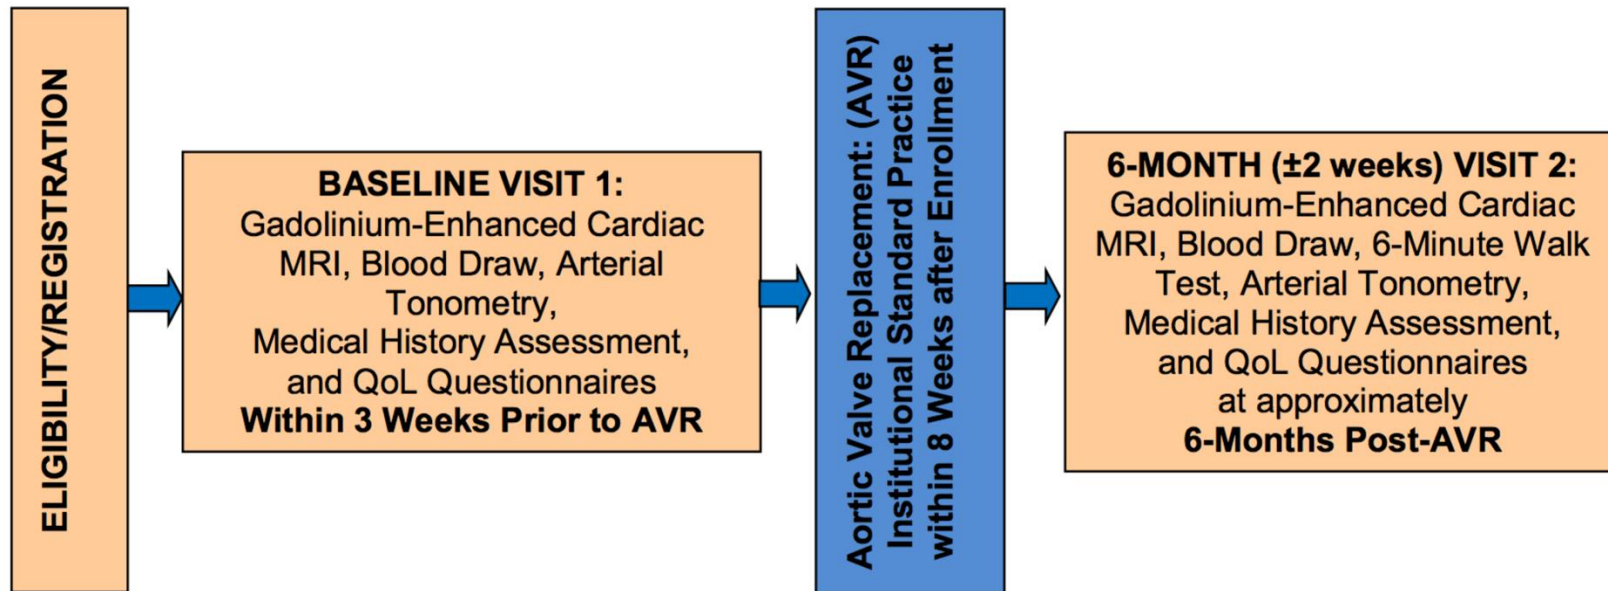 ELIGIBILITY/REGISTRATION
BASELINE VISIT 1:
Gadolinium-Enhanced Cardiac
MRI, Blood Draw, Arterial
Tonometry,
Medical History Assessment,
and QoL Questionnaires
Within 3 Weeks Prior to AVR
Aortic Valve Replacement: (AVR)
Institutional Standard Practice
within 8 Weeks after Enrollment
6-MONTH (±2 weeks) VISIT 2:
Gadolinium-Enhanced Cardiac
MRI, Blood Draw, 6-Minute Walk
Test, Arterial Tonometry,
Medical History Assessment,
and QoL Questionnaires
at approximately
6-Months Post-AVR